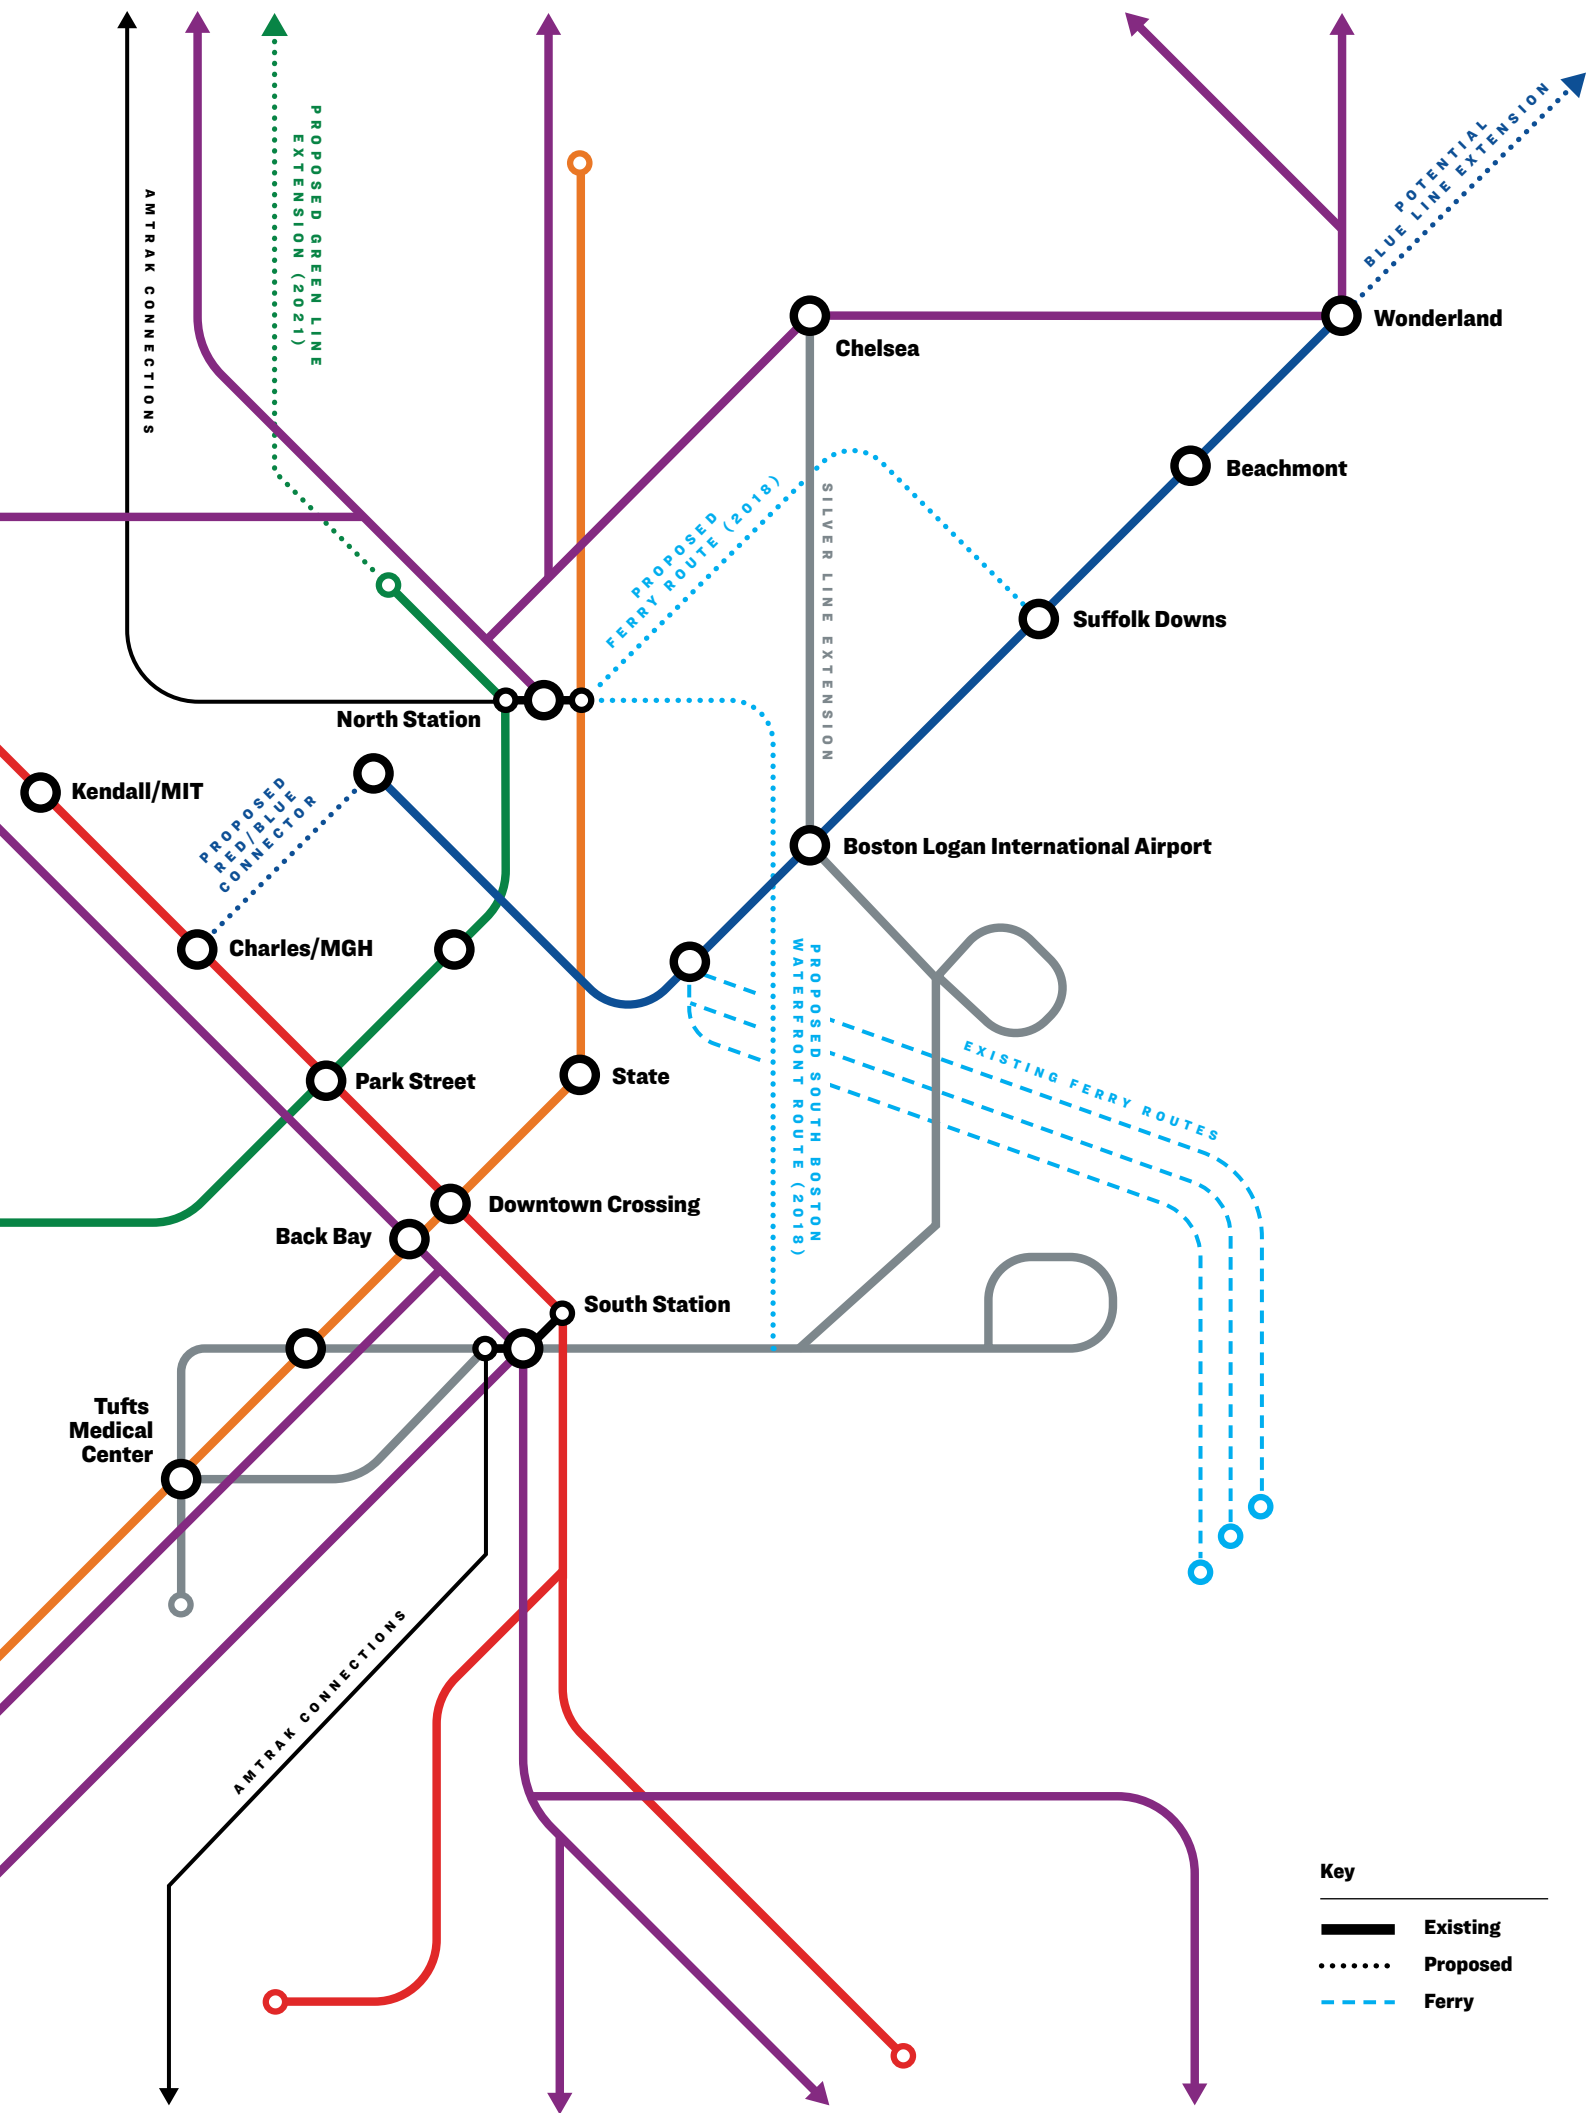 POTENTIAL
BLUE LINE EXTENSION
PROPOSED GREEN LINE
EXTENSION (2021)
AMTRAK CONNECTIONS
Wonderland
Chelsea
Beachmont
PROPOSED
FERRY ROUTE (2018)
SILVER LINE EXTENSION
Suffolk Downs
North Station
Kendall/MIT
PROPOSED
RED/BLUE
CONNECTOR
Boston Logan International Airport
Charles/MGH
PROPOSED SOUTH BOSTON
WATERFRONT ROUTE (2018)
EXISTING FERRY ROUTES
Park Street
State
Downtown Crossing
Back Bay
South Station
Tufts
Medical
Center
AMTRAK CONNECTIONS
Key
Existing
Proposed
Ferry